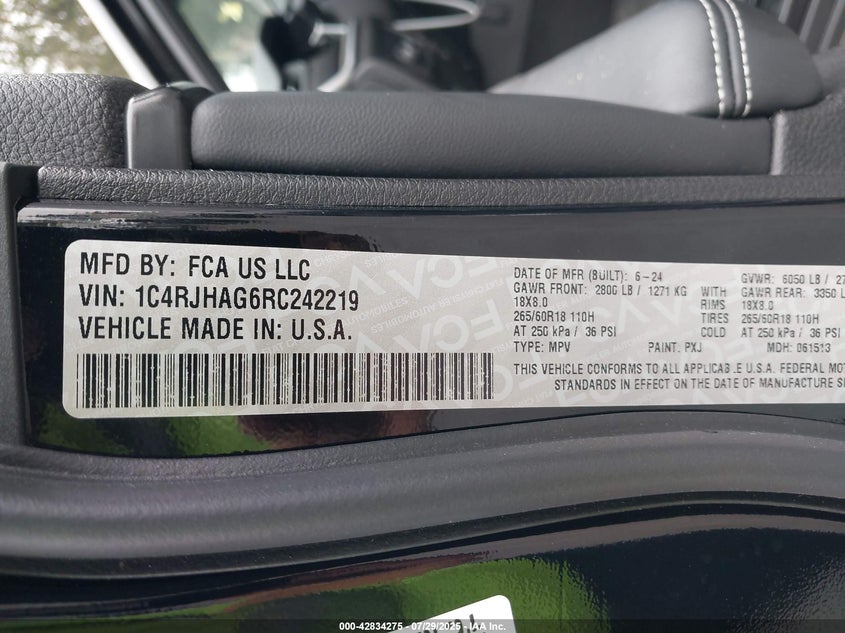 MFD BY: FCA US LLC
VIN: 1C4RJHAG6RC242219
VEHICLE MADE IN: U.S.A.
DATE OF MFR (BUILT): 6-24 GVWR: 6050 LB / 27
GAWR FRONT: 2800 LB / 1271 KG WITH GAWR REAR: 3350 L
18X8.0 RIMS 18X8.0
265/60R18 110H TIRES 265/60R18 110H
AT 250 kPa / 36 PSI COLD AT 250 kPa / 36 PSI
TYPE: MPV PAINT: PXJ MDH: 061513
THIS VEHICLE CONFORMS TO ALL APPLICAB.E U.S.A. FEDERAL MOT
STANDARDS IN EFFECT ON THE DATE OF MANUFACTURE S
000-42834275 - 07/29/2025 - IAA Inc.